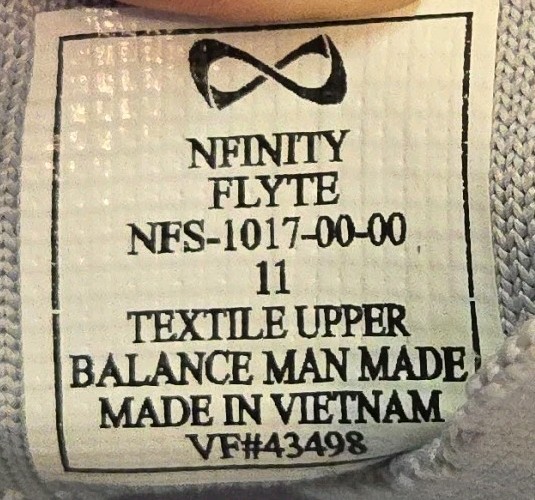 NFINITY
FLYTE
NFS-1017-00-00
11
TEXTILE UPPER
BALANCE MAN MADE
MADE IN VIETNAM
VF#43498